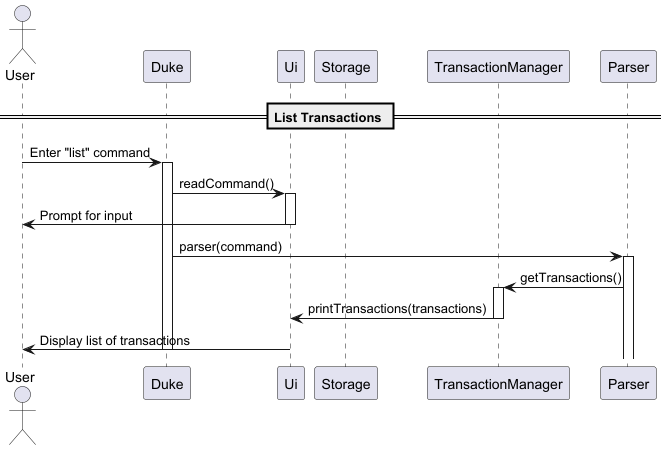 User
Duke
Ui
Storage
TransactionManager
Parser
List Transactions
Enter "list" command
readCommand()
Prompt for input
parser(command)
getTransactions()
printTransactions(transactions)
Display list of transactions
User
Duke
Ui
Storage
TransactionManager
Parser